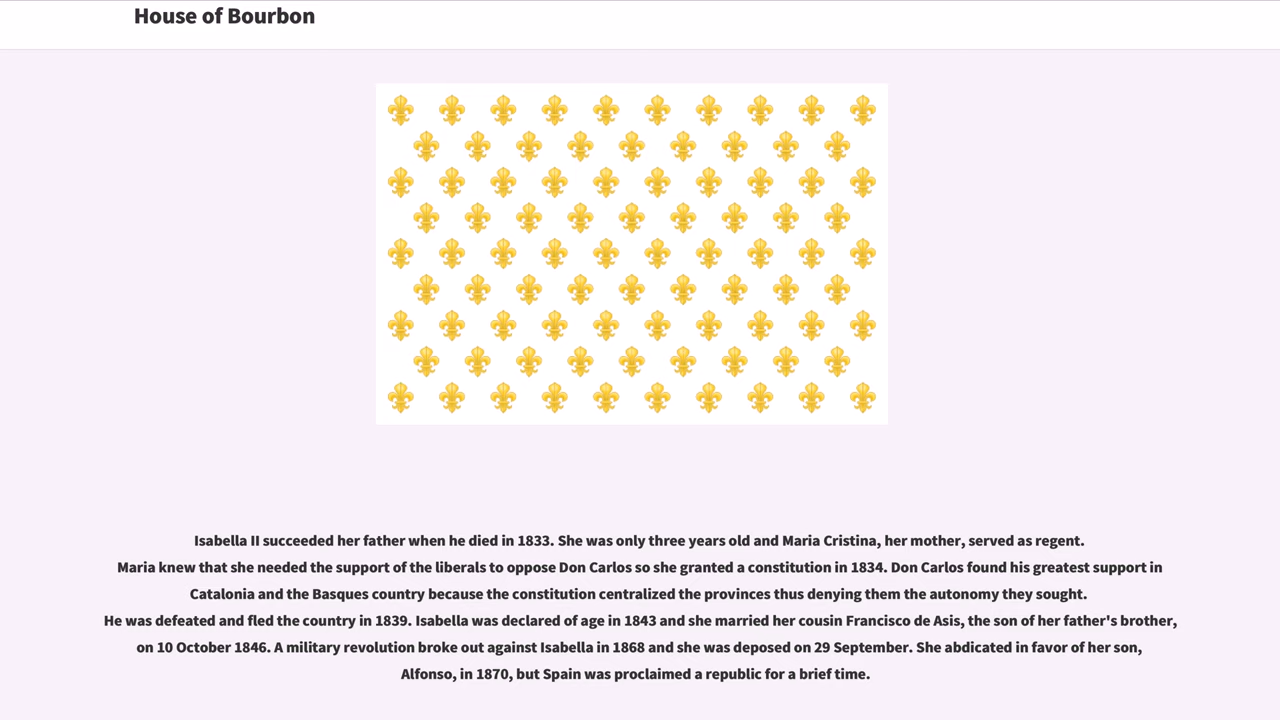 House of Bourbon
Isabella II succeeded her father when he died in 1833. She was only three years old and Maria Cristina, her mother, served as regent.
Maria knew that she needed the support of the liberals to oppose Don Carlos so she granted a constitution in 1834. Don Carlos found his greatest support in
Catalonia and the Basques country because the constitution centralized the provinces thus denying them the autonomy they sought.
He was defeated and fled the country in 1839. Isabella was declared of age in 1843 and she married her cousin Francisco de Asis, the son of her father's brother,
on 10 October 1846. A military revolution broke out against Isabella in 1868 and she was deposed on 29 September. She abdicated in favor of her son,
Alfonso, in 1870, but Spain was proclaimed a republic for a brief time.